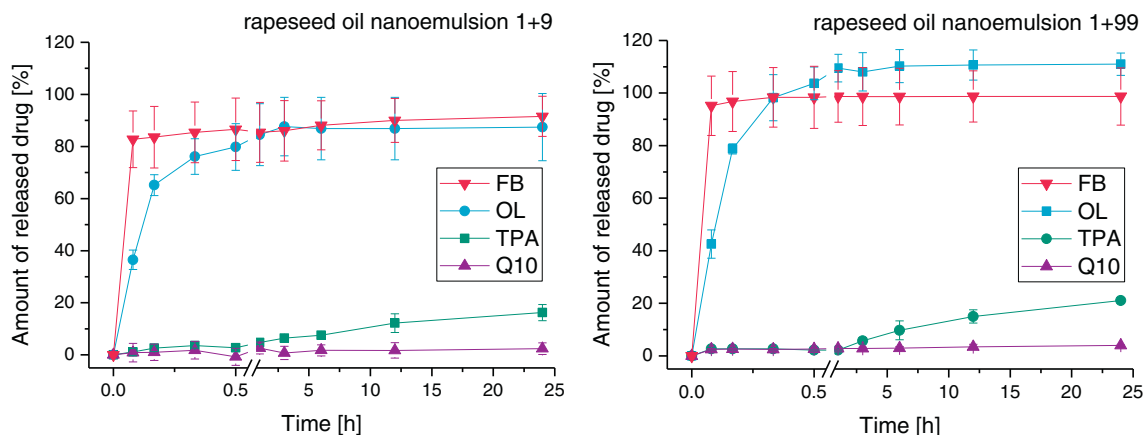 rapeseed oil nanoemulsion 1+9
Amount of released drug [%]
120
100
80
60
40
20
0
FB
OL
TPA
Q10
0.0
0.5
5
10
15
20
25
Time [h]
rapeseed oil nanoemulsion 1+99
Amount of released drug [%]
120
100
80
60
40
20
0
FB
OL
TPA
Q10
0.0
0.5
5
10
15
20
25
Time [h]